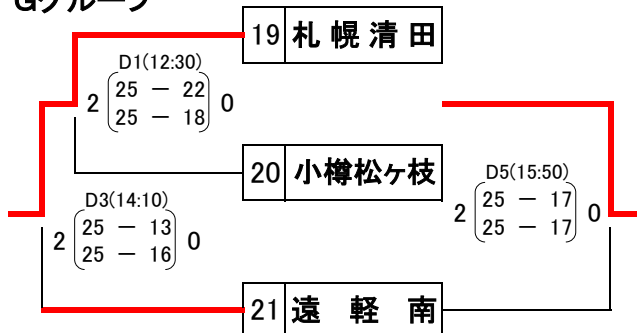 Gグループ
19 札幌清田
D1(12:30)
2 25 － 22 0
25 － 18
20 小樽松ヶ枝
D3(14:10)
2 25 － 13 0
25 － 16
D5(15:50)
2 25 － 17 0
25 － 17
21 遠軽南